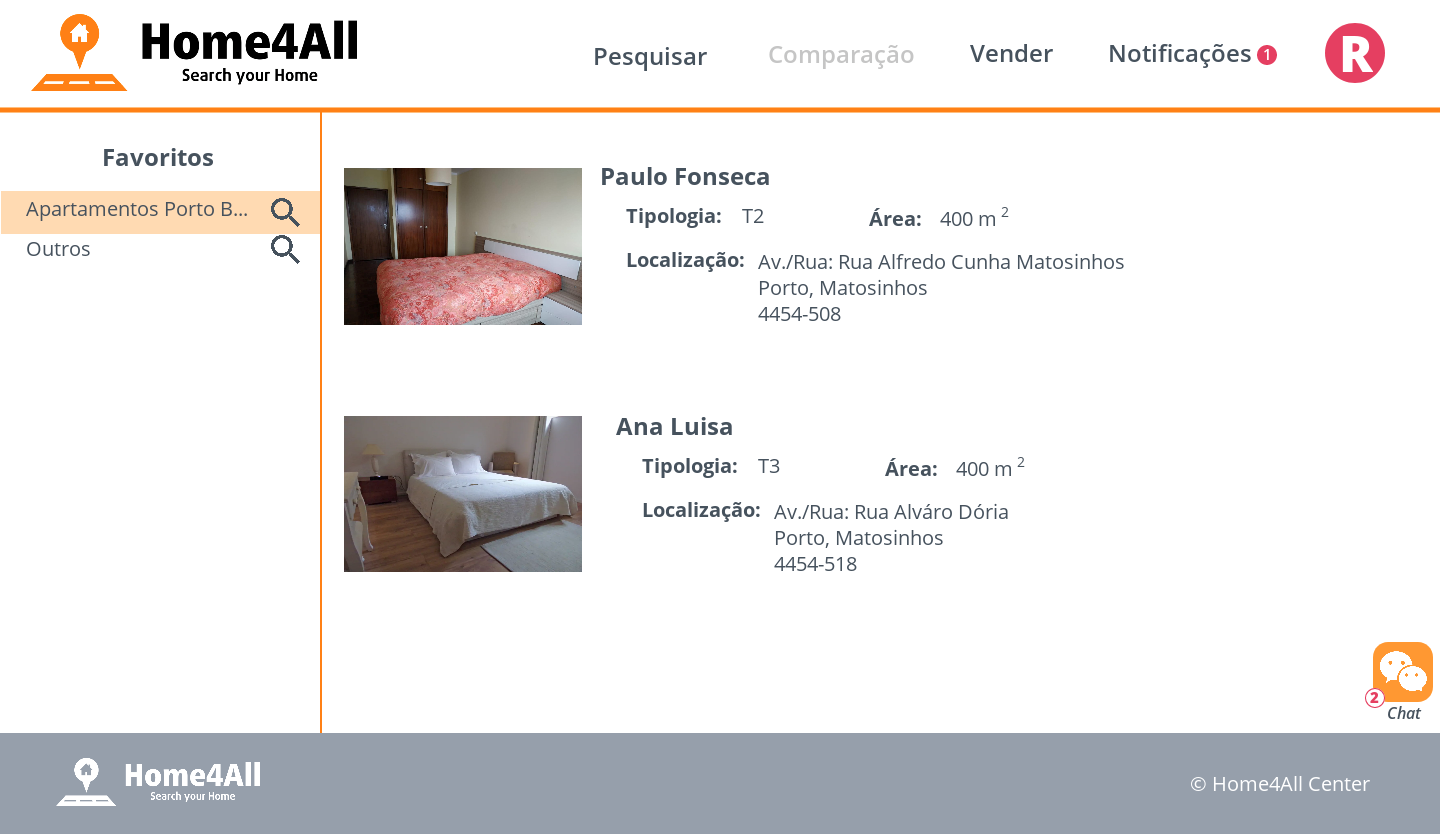 Home4All
Search your Home
Pesquisar
Comparação
Vender
Notificações 1
R
Favoritos
Apartamentos Porto B...
Outros
Paulo Fonseca
Tipologia: T2
Área: 400 m 2
Localização: Av./Rua: Rua Alfredo Cunha Matosinhos
Porto, Matosinhos
4454-508
Ana Luisa
Tipologia: T3
Área: 400 m 2
Localização: Av./Rua: Rua Alváro Dória
Porto, Matosinhos
4454-518
2
Chat
Home4All
Search your Home
© Home4All Center